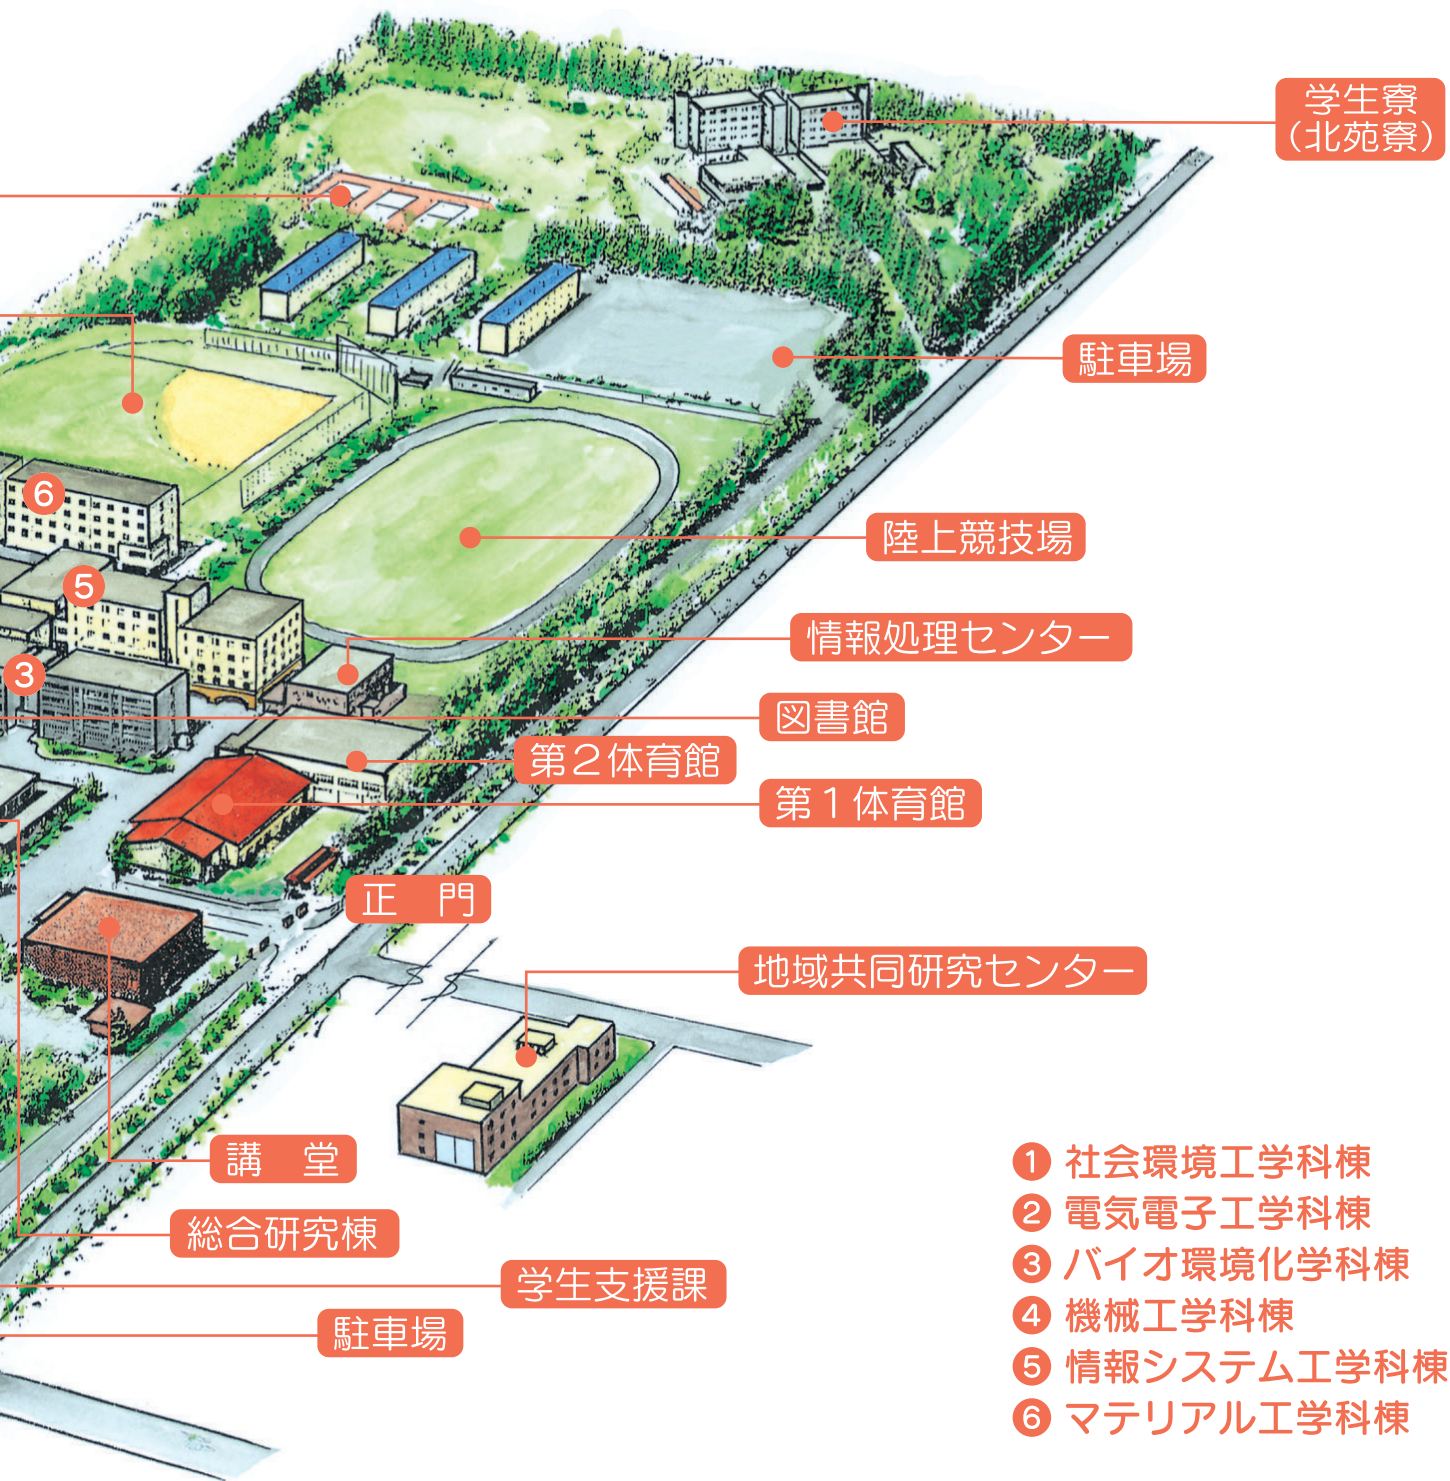 学生寮
（北苑寮）
駐車場
⑥
陸上競技場
⑤
情報処理センター
③
図書館
第２体育館
第１体育館
正　門
地域共同研究センター
講　堂
総合研究棟
学生支援課
駐車場
❶ 社会環境工学科棟
❷ 電気電子工学科棟
❸ バイオ環境化学科棟
❹ 機械工学科棟
❺ 情報システム工学科棟
❻ マテリアル工学科棟